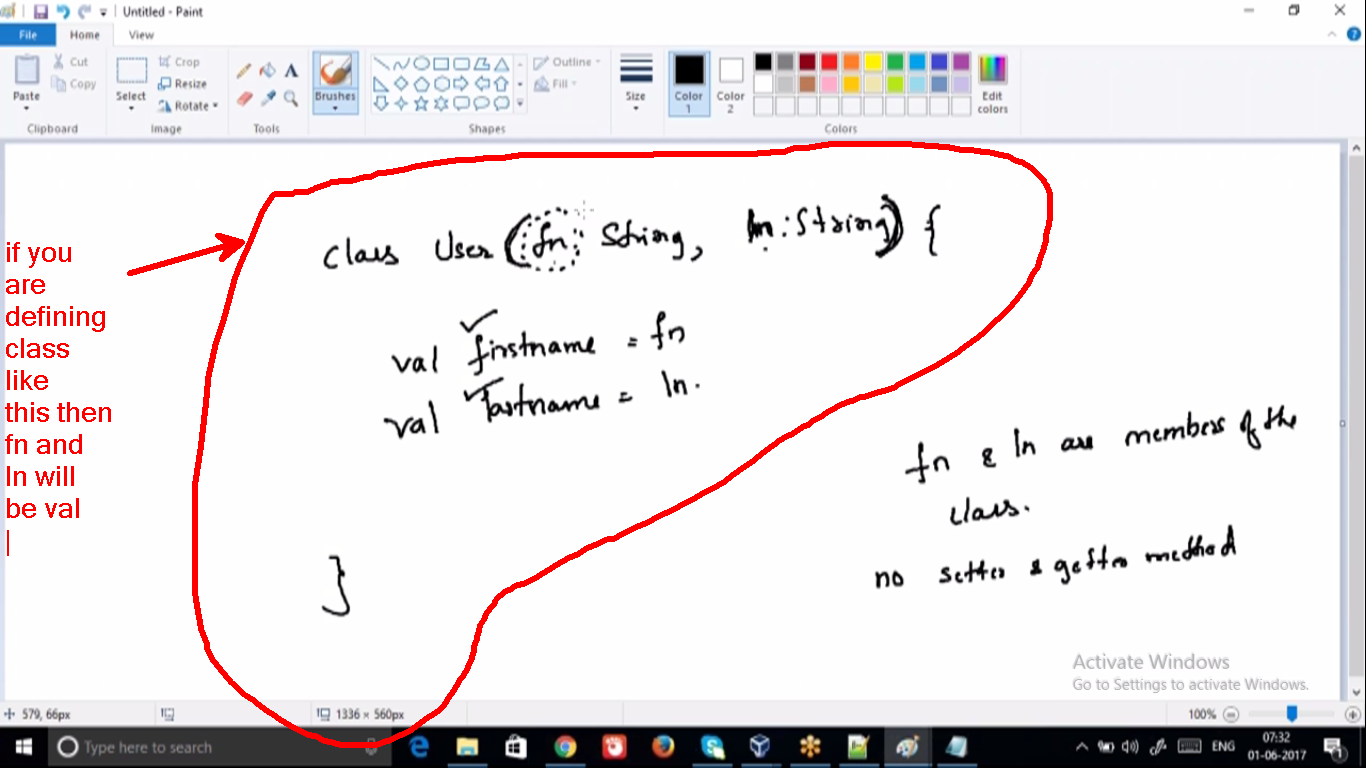 Untitled - Paint
File Home View
Paste
Cut
Copy
Clipboard
Select
Crop
Resize
Rotate
Image
Tools
Brushes
Shapes
Outline
Fill
Size
Color 1
Color 2
Edit colors
Colors
class User (fn: String, ln: String) {
val firstname = fn
val lastname = ln.
}
if you
are
defining
class
like
this then
fn and
ln will
be val
fn & ln are members of the
class.
no setter & getter method
Activate Windows
Go to Settings to activate Windows.
579, 66px
1336 × 560px
100%
Type here to search
ENG
07:32
01-06-2017